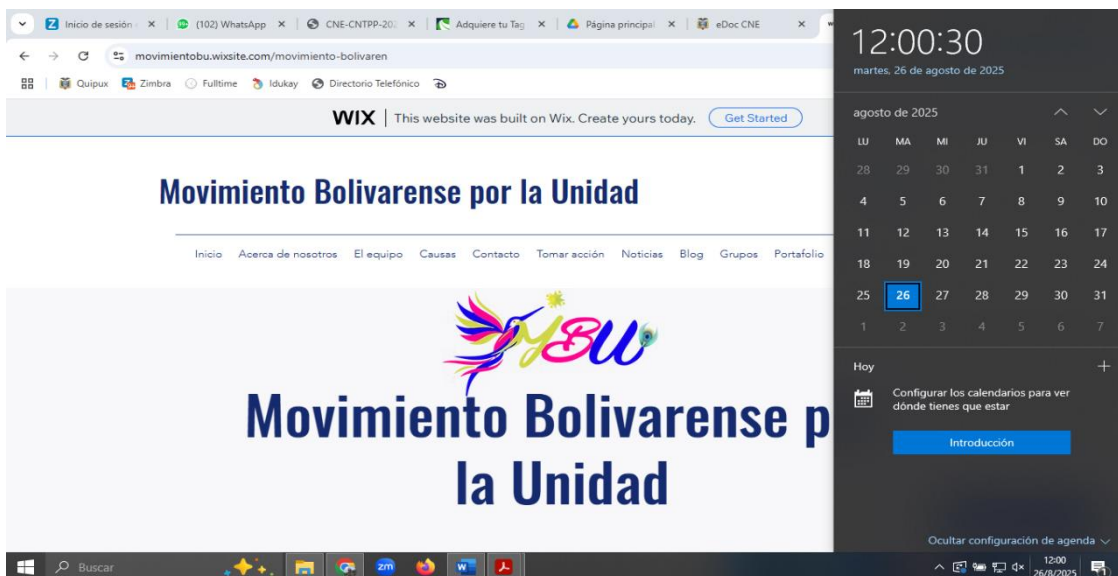 Inicio de sesión
(102) WhatsApp
CNE-CNTPP-202
Adquiere tu Tag
Página principal
eDoc CNE
movimientobu.wixsite.com/movimiento-bolivaren
Quipux Zimbra Fulltime Idukay Directorio Telefónico
WIX | This website was built on Wix. Create yours today. Get Started
Movimiento Bolivarense por la Unidad
Inicio Acerca de nosotros El equipo Causas Contacto Tomar acción Noticias Blog Grupos Portafolio
MBU
Movimiento Bolivarense p
la Unidad
12:00:30
martes, 26 de agosto de 2025
agosto de 2025
LU MA MI JU VI SA DO
28 29 30 31 1 2 3
4 5 6 7 8 9 10
11 12 13 14 15 16 17
18 19 20 21 22 23 24
25 26 27 28 29 30 31
1 2 3 4 5 6 7
Hoy
Configurar los calendarios para ver
dónde tienes que estar
Introducción
Ocultar configuración de agenda
Buscar
zm
12:00
26/8/2025